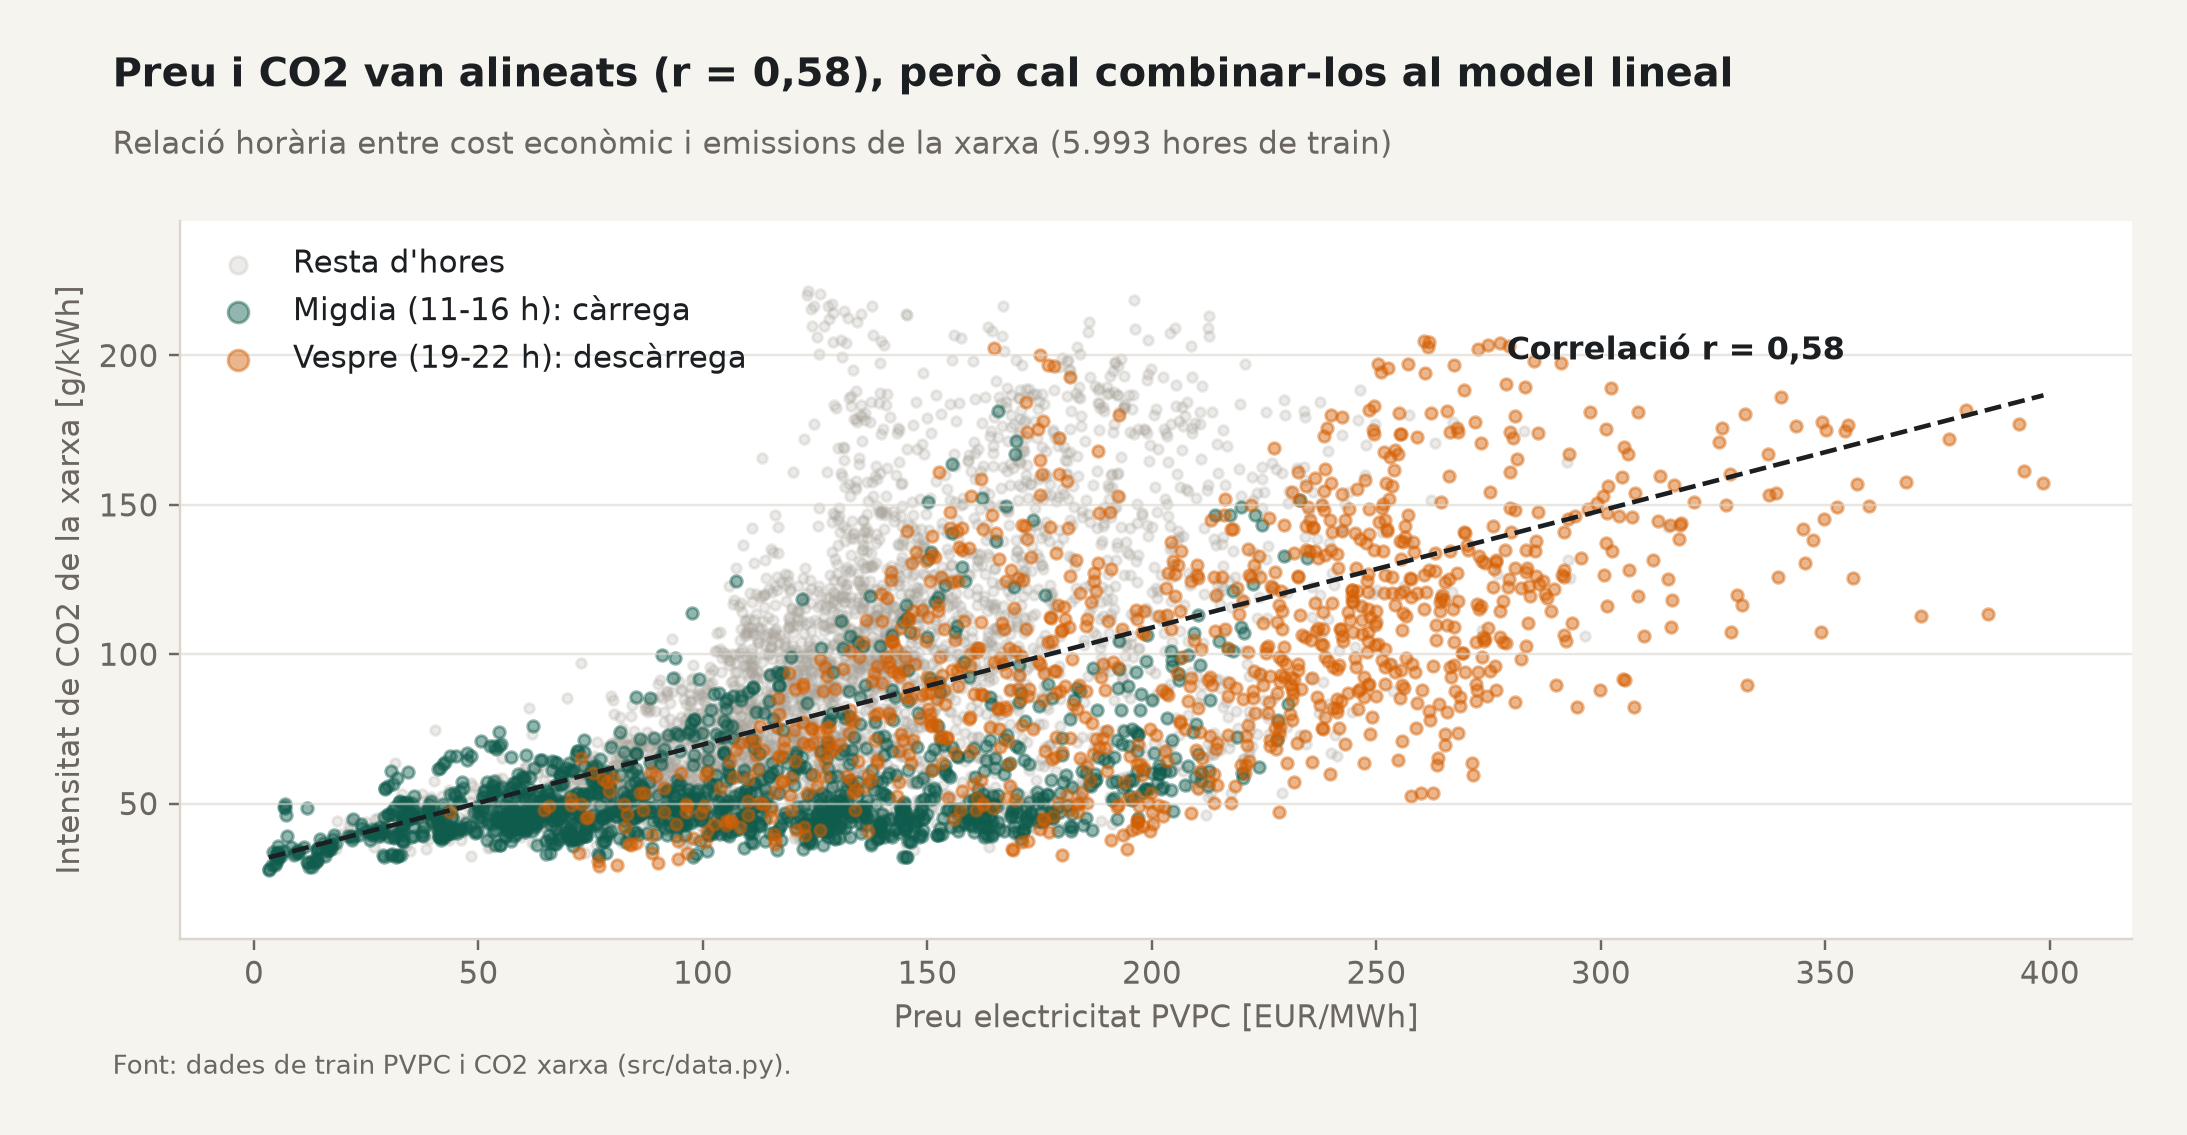 Preu i CO2 van alineats (r = 0,58), però cal combinar-los al model lineal
Relació horària entre cost econòmic i emissions de la xarxa (5.993 hores de train)
Resta d'hores
Migdia (11-16 h): càrrega
Vespre (19-22 h): descàrrega
Correlació r = 0,58
Intensitat de CO2 de la xarxa [g/kWh]
200
150
100
50
0 50 100 150 200 250 300 350 400
Preu electricitat PVPC [EUR/MWh]
Font: dades de train PVPC i CO2 xarxa (src/data.py).